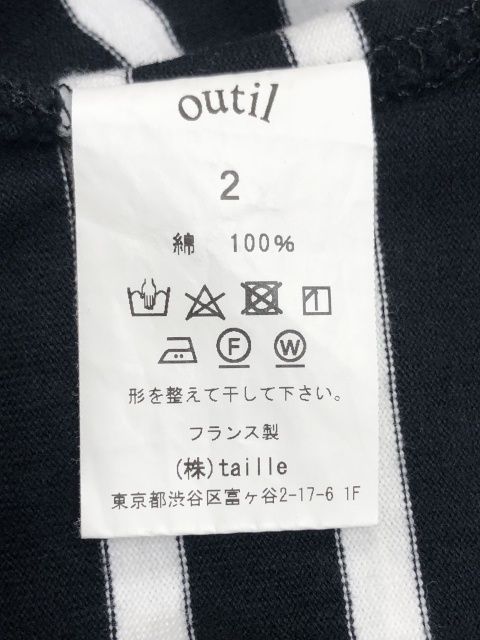 outil
2
綿 100%
F W
形を整えて干して下さい。
フランス製
(株)taille
東京都渋谷区富ヶ谷2-17-6 1F